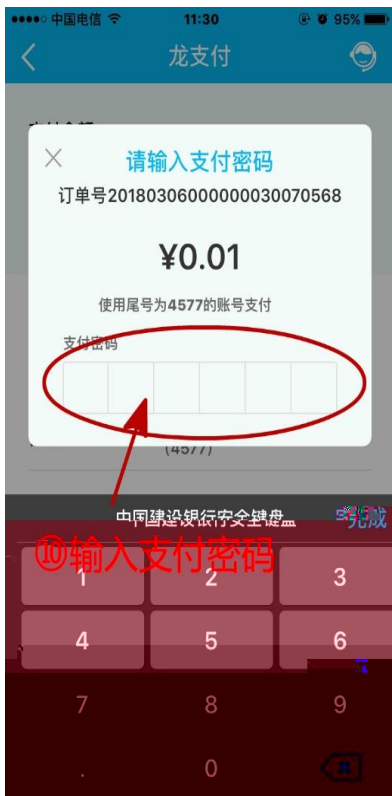 中国电信 11:30 95%
龙支付
请输入支付密码
订单号20180306000000030070568
¥0.01
使用尾号为4577的账号支付
支付密码
(4577)
中国建设银行安全键盘 完成
⑩输入支付密码
1 2 3
4 5 6
7 8 9
. 0